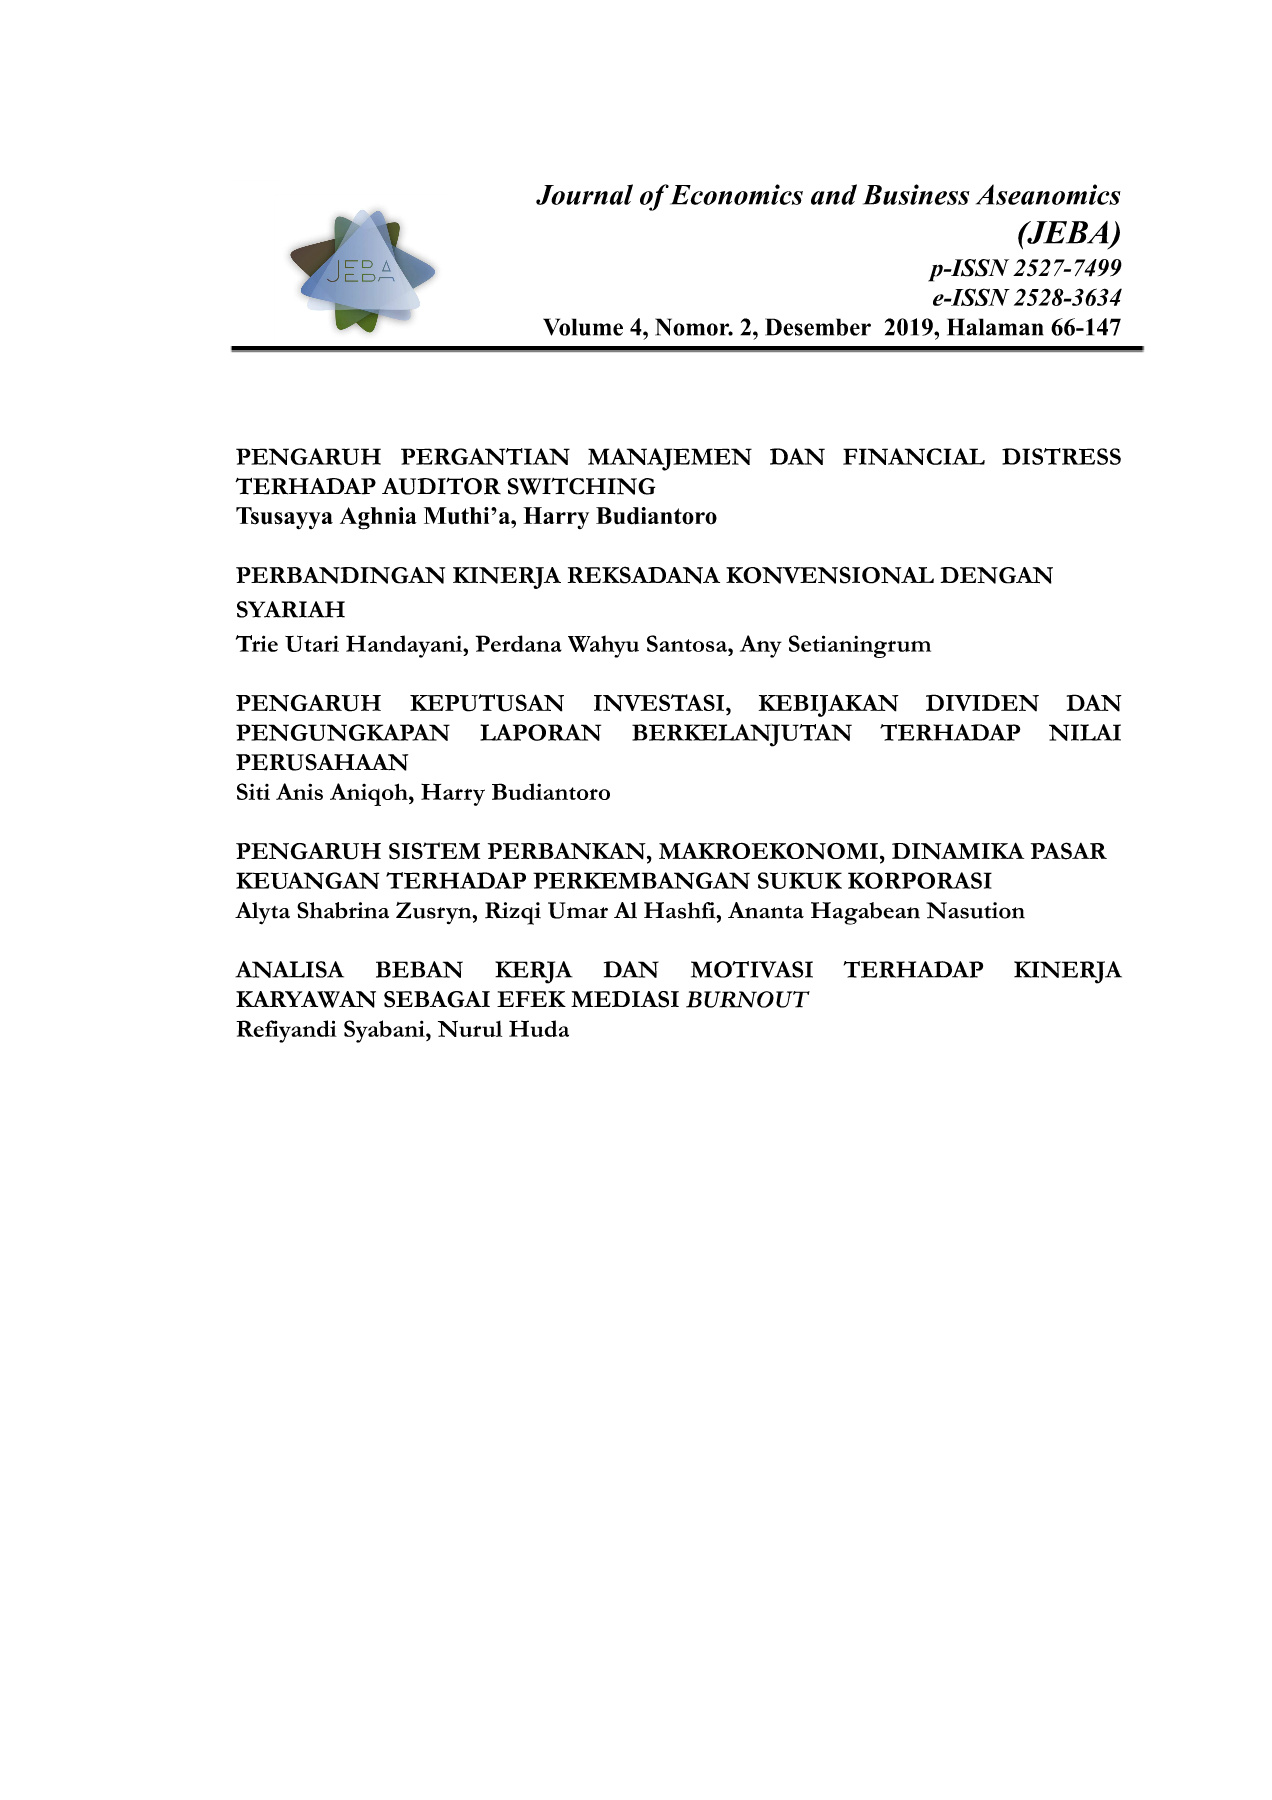 Journal of Economics and Business Aseanomics
(JEBA)
p-ISSN 2527-7499
e-ISSN 2528-3634
Volume 4, Nomor. 2, Desember  2019, Halaman 66-147
JEBA
PENGARUH PERGANTIAN MANAJEMEN DAN FINANCIAL DISTRESS
TERHADAP AUDITOR SWITCHING
Tsusayya Aghnia Muthi’a, Harry Budiantoro
PERBANDINGAN KINERJA REKSADANA KONVENSIONAL DENGAN
SYARIAH
Trie Utari Handayani, Perdana Wahyu Santosa, Any Setianingrum
PENGARUH KEPUTUSAN INVESTASI, KEBIJAKAN DIVIDEN DAN
PENGUNGKAPAN LAPORAN BERKELANJUTAN TERHADAP NILAI
PERUSAHAAN
Siti Anis Aniqoh, Harry Budiantoro
PENGARUH SISTEM PERBANKAN, MAKROEKONOMI, DINAMIKA PASAR
KEUANGAN TERHADAP PERKEMBANGAN SUKUK KORPORASI
Alyta Shabrina Zusryn, Rizqi Umar Al Hashfi, Ananta Hagabean Nasution
ANALISA BEBAN KERJA DAN MOTIVASI TERHADAP KINERJA
KARYAWAN SEBAGAI EFEK MEDIASI BURNOUT
Refiyandi Syabani, Nurul Huda